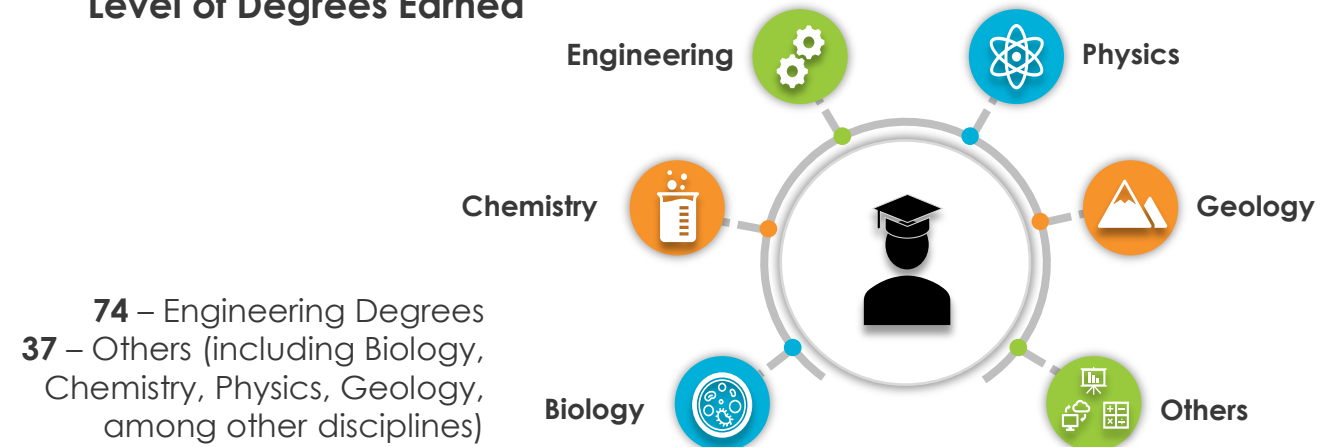 Level of Degrees Earned
Engineering
Physics
Chemistry
Geology
74 – Engineering Degrees
37 – Others (including Biology,
Chemistry, Physics, Geology,
among other disciplines)
Biology
Others